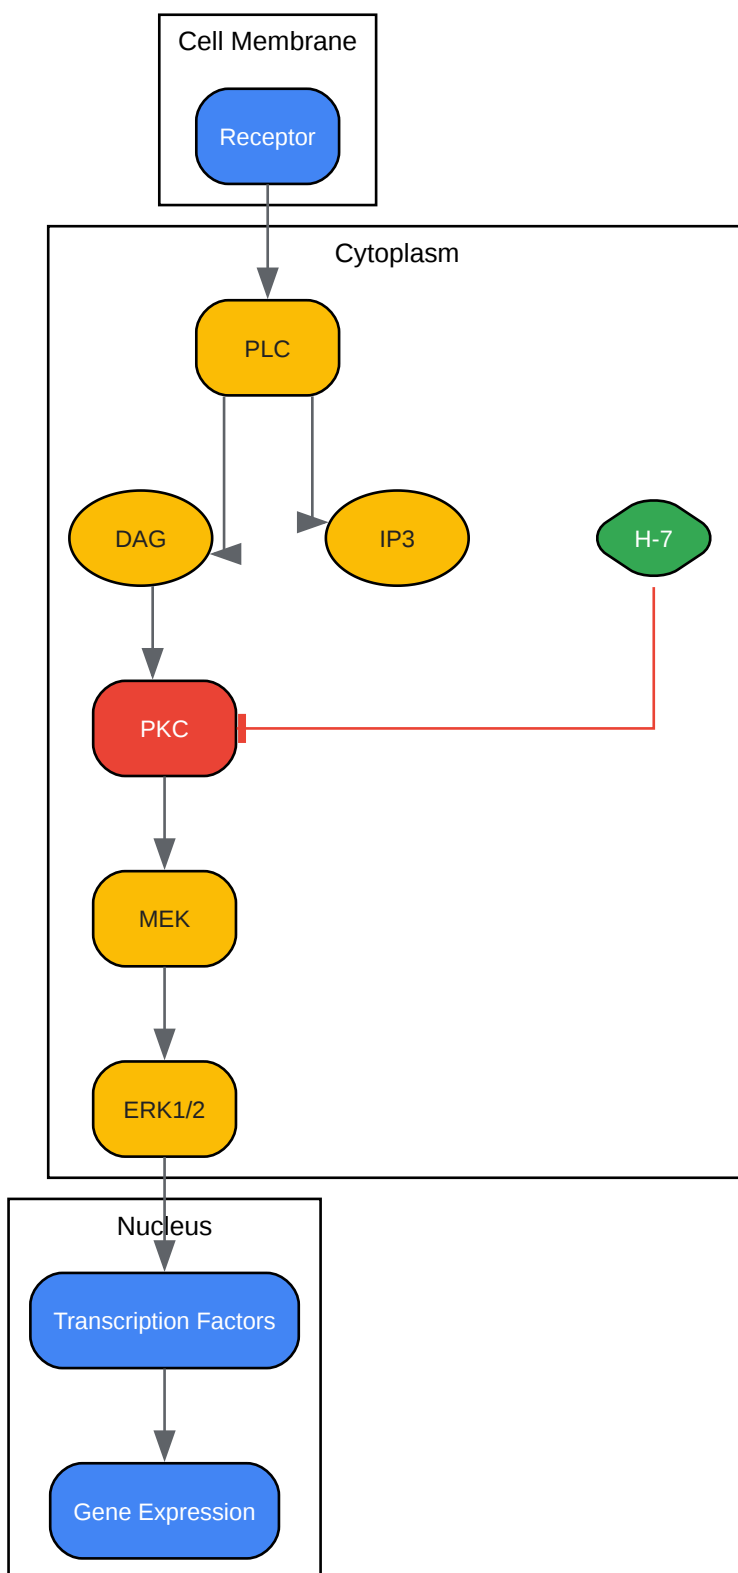 Cell Membrane
Receptor
Cytoplasm
PLC
DAG
IP3
H-7
PKC
MEK
ERK1/2
Nucleus
Transcription Factors
Gene Expression